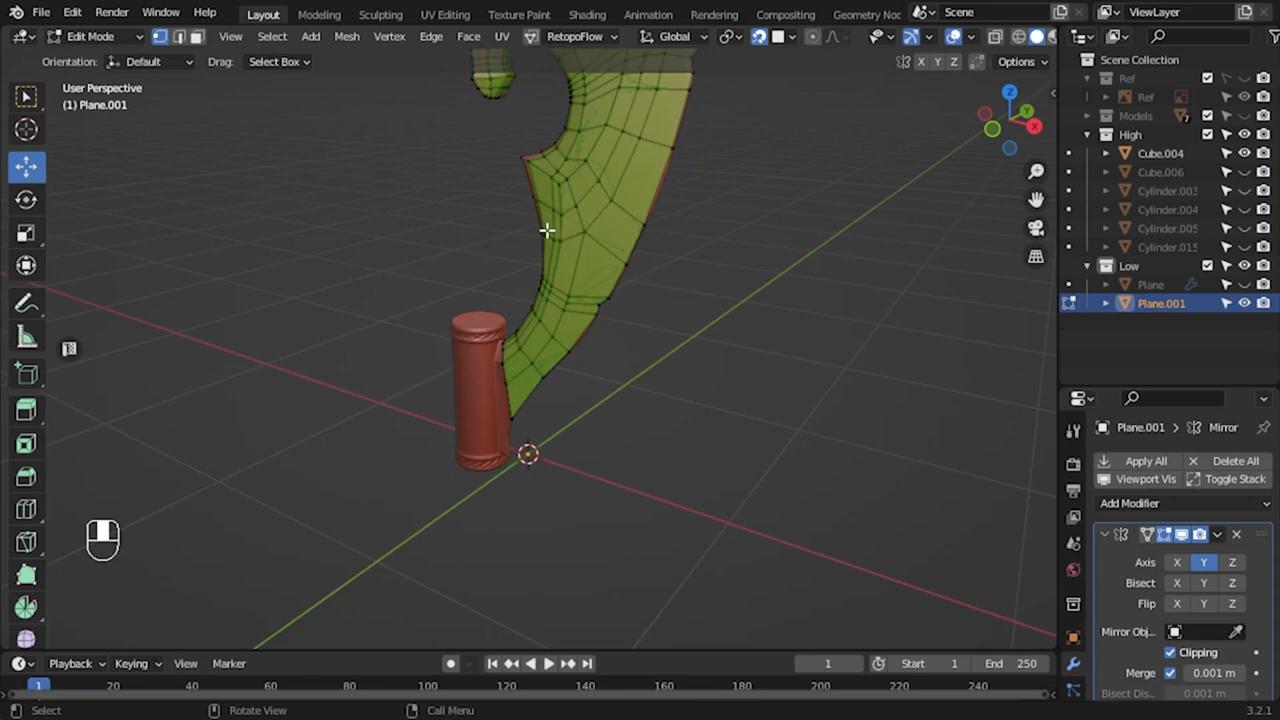 File Edit Render Window Help Layout Modeling Sculpting UV Editing Texture Paint Shading Animation Rendering Compositing Geometry Noc Scene ViewLayer
Edit Mode View Select Add Mesh Vertex Edge Face UV RetopoFlow Global
Orientation: Default Drag: Select Box X Y Z Options
User Perspective
(1) Plane.001
Z
Y
X
Scene Collection
Ref
Ref
Models
High
Cube.004
Cube.006
Cylinder.003
Cylinder.004
Cylinder.005
Cylinder.015
Low
Plane
Plane.001
Plane.001 > Mirror
Apply All Delete All
Viewport Vis Toggle Stack
Add Modifier
Axis X Y Z
Bisect X Y Z
Flip X Y Z
Mirror Obj..
Clipping
Merge 0.001 m
Bisect Dis.. 0.001 m
Playback Keying View Marker 1 Start 1 End 250
1 20 40 60 80 100 120 140 160 180 200 220 240
Select Rotate View Call Menu 3.2.1